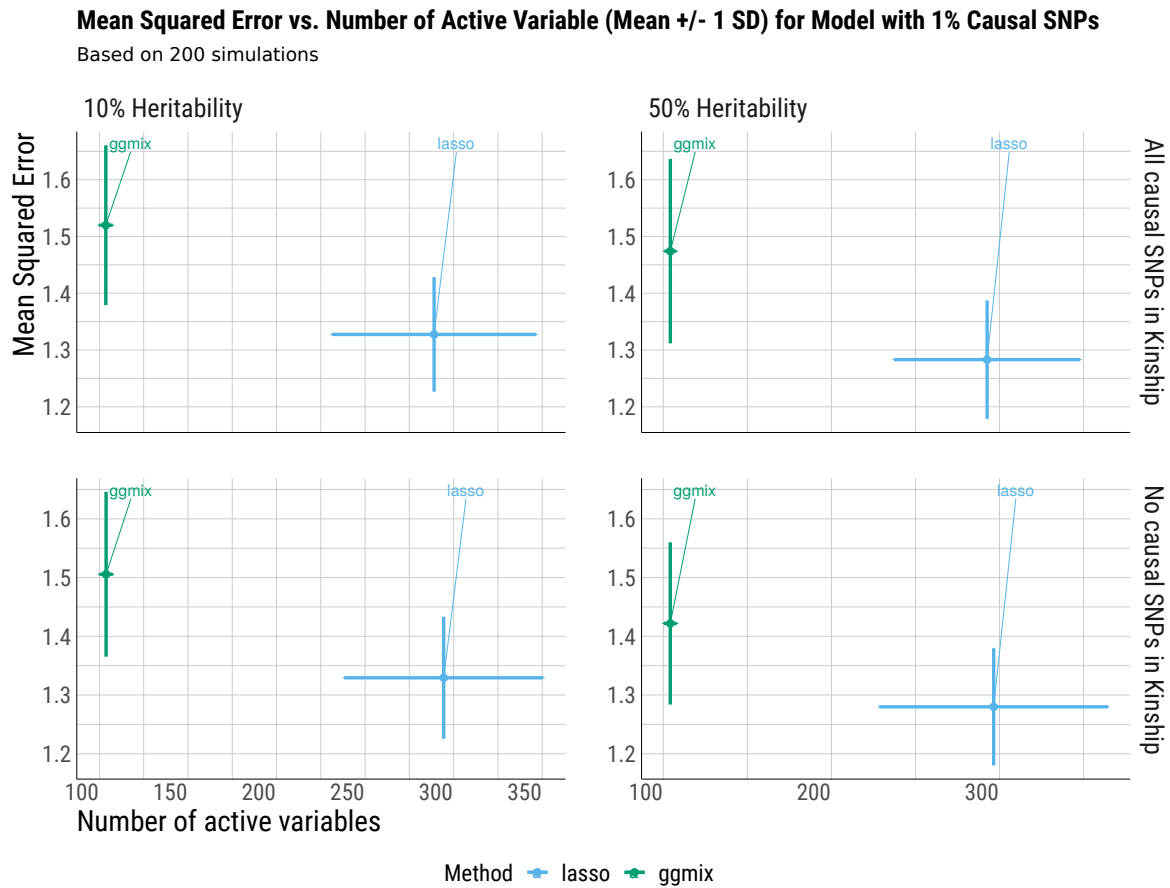 Mean Squared Error vs. Number of Active Variable (Mean +/- 1 SD) for Model with 1% Causal SNPs
Based on 200 simulations
10% Heritability
50% Heritability
Mean Squared Error
ggmix
lasso
1.6
1.5
1.4
1.3
1.2
ggmix
lasso
1.6
1.5
1.4
1.3
1.2
All causal SNPs in Kinship
ggmix
lasso
1.6
1.5
1.4
1.3
1.2
100 150 200 250 300 350
ggmix
lasso
1.6
1.5
1.4
1.3
1.2
100 200 300
No causal SNPs in Kinship
Number of active variables
Method lasso ggmix